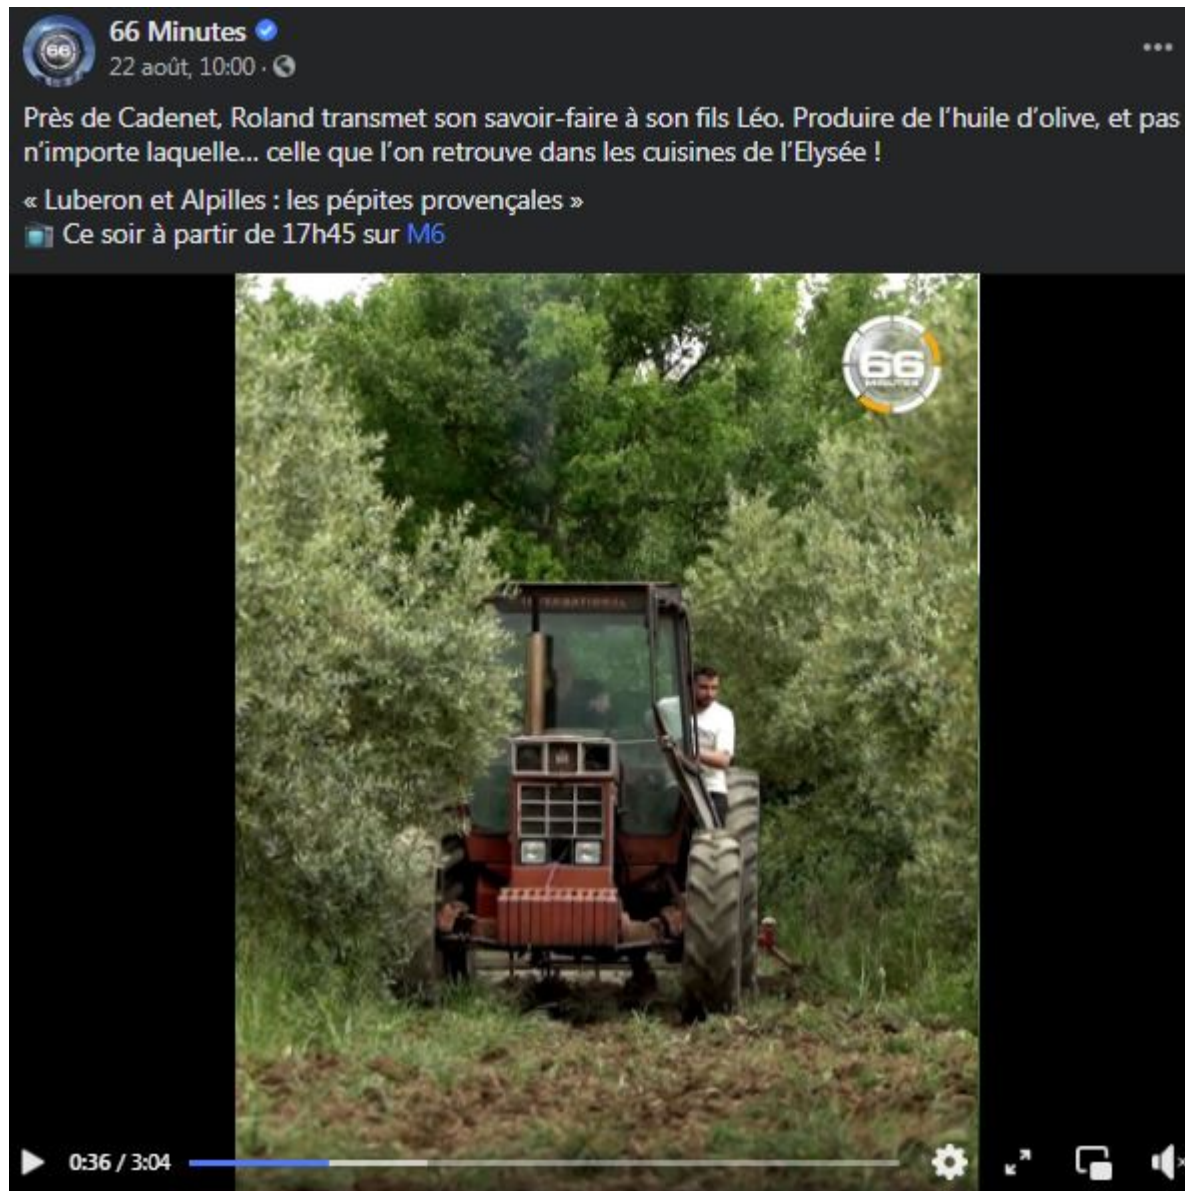 66 Minutes
22 août, 10:00 ·
Près de Cadenet, Roland transmet son savoir-faire à son fils Léo. Produire de l'huile d'olive, et pas
n'importe laquelle... celle que l'on retrouve dans les cuisines de l'Elysée !
« Luberon et Alpilles : les pépites provençales »
Ce soir à partir de 17h45 sur M6
66
MINUTES
INTERNATIONAL
0:36 / 3:04